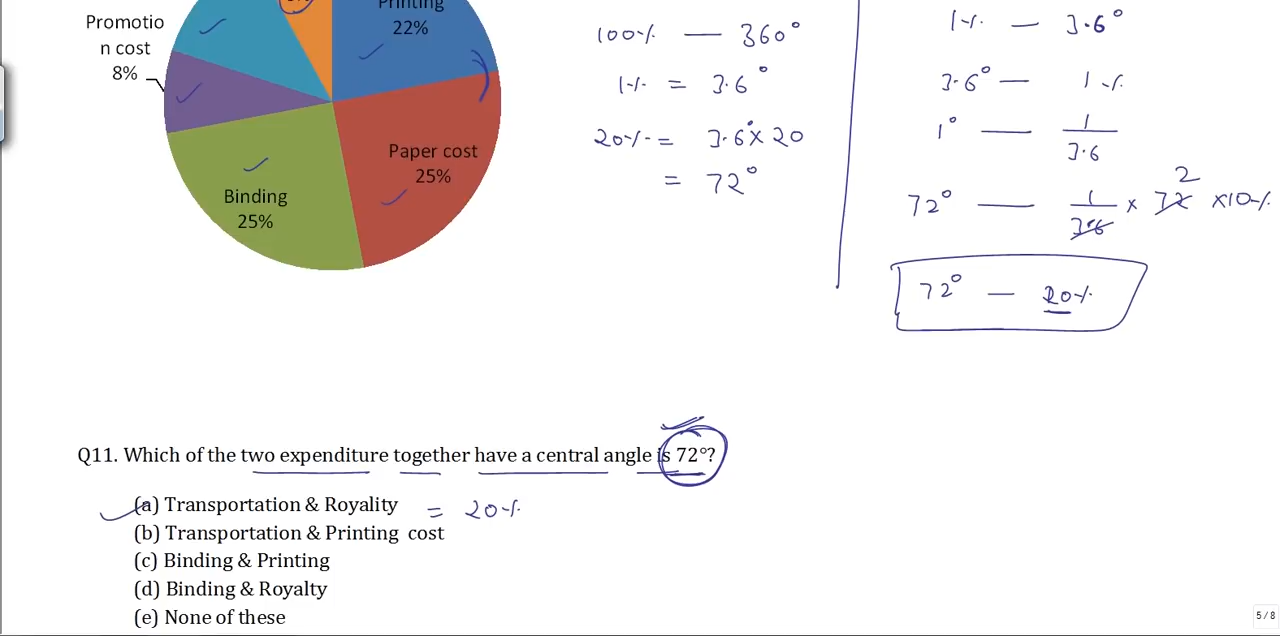 Printing
22%
Promotio
n cost
8%
Paper cost
25%
Binding
25%
100% — 360°
1% = 3.6°
20% = 3.6° × 20
= 72°
1% — 3.6°
3.6° — 1%
1° — 1/3.6
72° — 1/3.6 × 72 2 × 10%
72° — 20%
Q11. Which of the two expenditure together have a central angle is 72°?
(a) Transportation & Royality = 20%
(b) Transportation & Printing cost
(c) Binding & Printing
(d) Binding & Royalty
(e) None of these
5 / 8